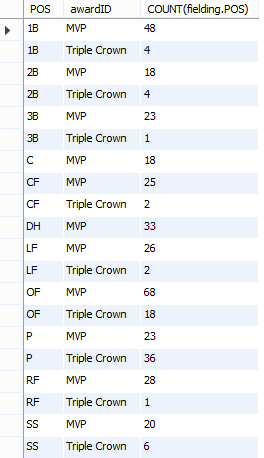 POS awardID COUNT(fielding.POS)
1B MVP 48
1B Triple Crown 4
2B MVP 18
2B Triple Crown 4
3B MVP 23
3B Triple Crown 1
C MVP 18
CF MVP 25
CF Triple Crown 2
DH MVP 33
LF MVP 26
LF Triple Crown 2
OF MVP 68
OF Triple Crown 18
P MVP 23
P Triple Crown 36
RF MVP 28
RF Triple Crown 1
SS MVP 20
SS Triple Crown 6